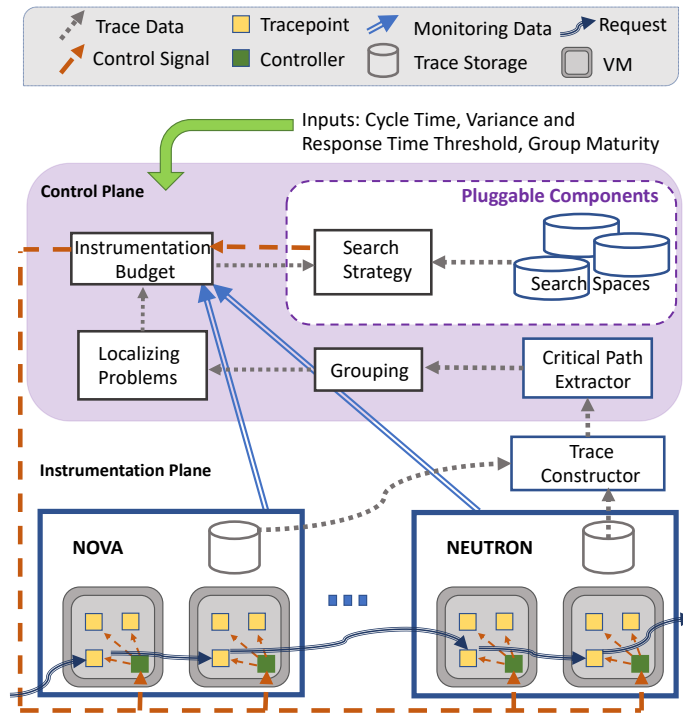 Trace Data
Tracepoint
Monitoring Data
Request
Control Signal
Controller
Trace Storage
VM
Inputs: Cycle Time, Variance and
Response Time Threshold, Group Maturity
Control Plane
Pluggable Components
Instrumentation
Budget
Search
Strategy
Search Spaces
Localizing
Problems
Grouping
Critical Path
Extractor
Instrumentation Plane
Trace
Constructor
NOVA
NEUTRON